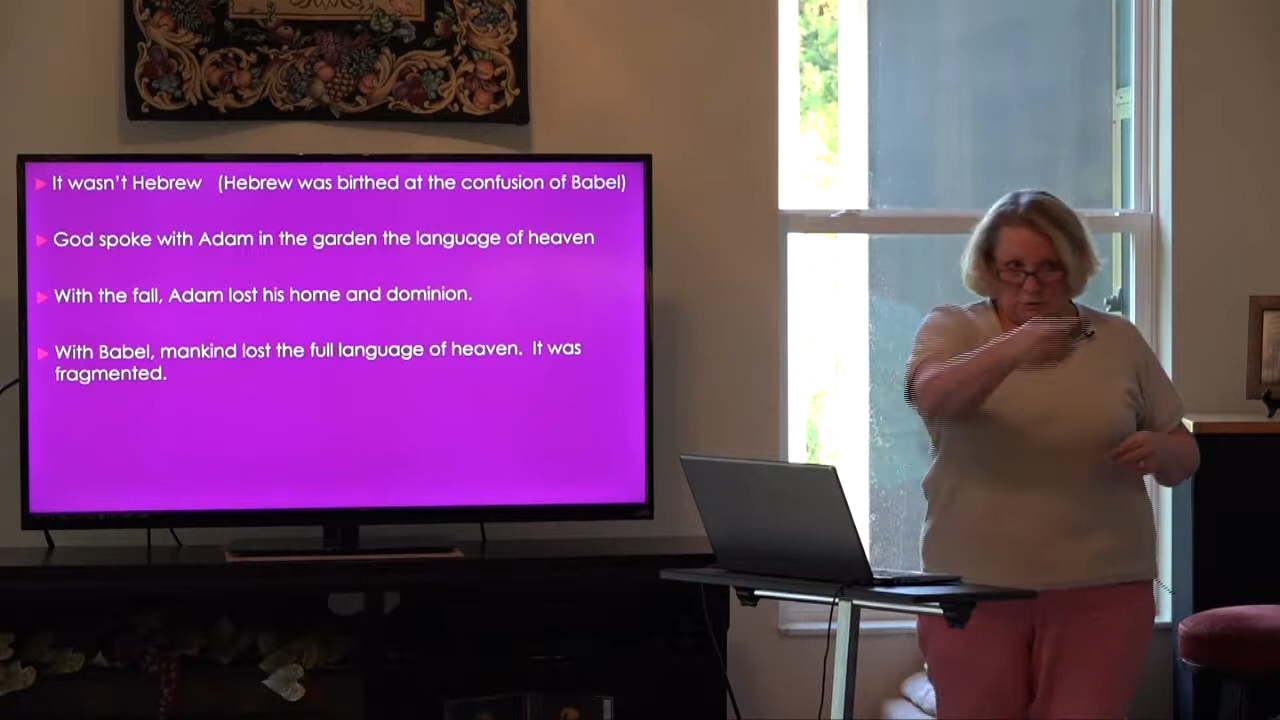 It wasn't Hebrew (Hebrew was birthed at the confusion of Babel)
God spoke with Adam in the garden the language of heaven
With the fall, Adam lost his home and dominion.
With Babel, mankind lost the full language of heaven. It was
fragmented.